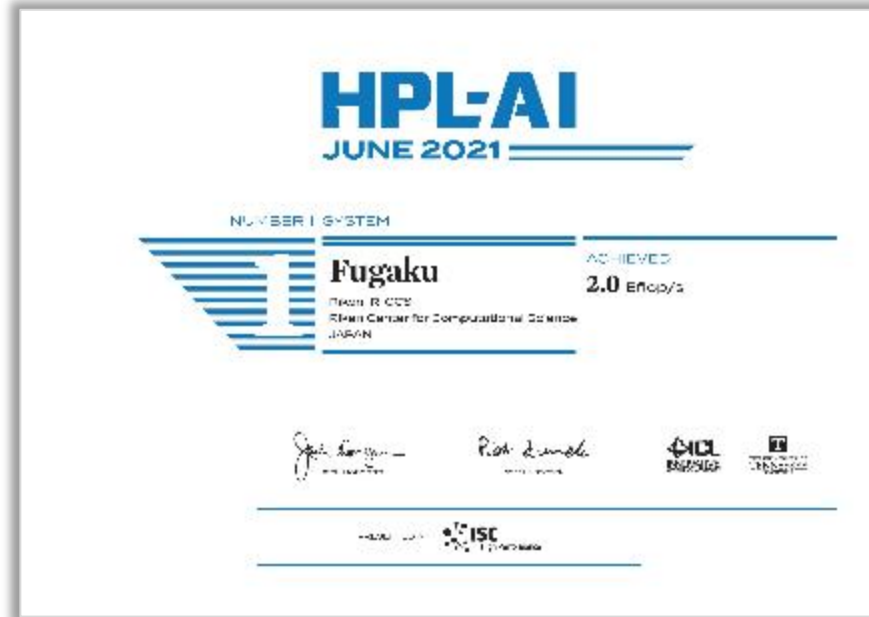 HPL-AI
JUNE 2021
NUMBER 1 SYSTEM
1
Fugaku
Riken Center for Computational Science
JAPAN
ACHIEVED
2.0 Eflop/s
ICL
T
ISC